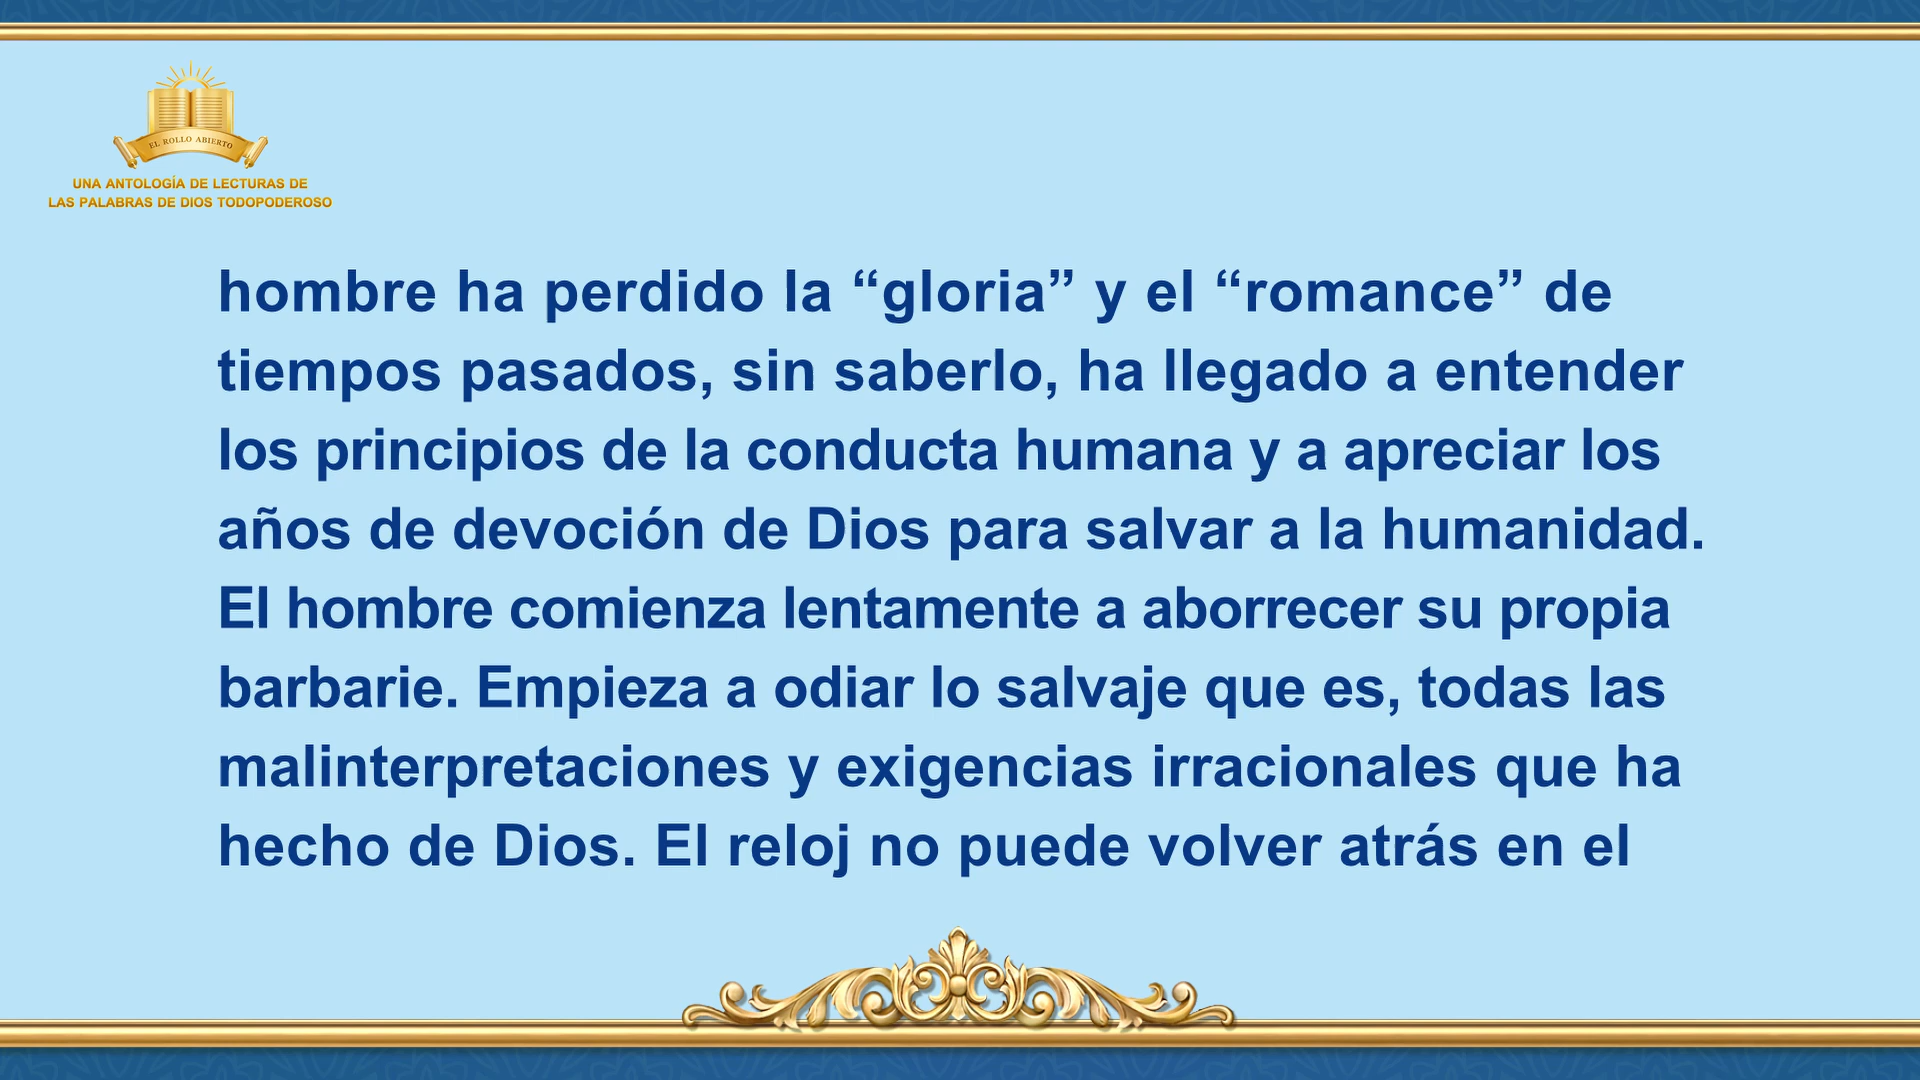 EL ROLLO ABIERTO
UNA ANTOLOGÍA DE LECTURAS DE
LAS PALABRAS DE DIOS TODOPODEROSO
hombre ha perdido la “gloria” y el “romance” de
tiempos pasados, sin saberlo, ha llegado a entender
los principios de la conducta humana y a apreciar los
años de devoción de Dios para salvar a la humanidad.
El hombre comienza lentamente a aborrecer su propia
barbarie. Empieza a odiar lo salvaje que es, todas las
malinterpretaciones y exigencias irracionales que ha
hecho de Dios. El reloj no puede volver atrás en el